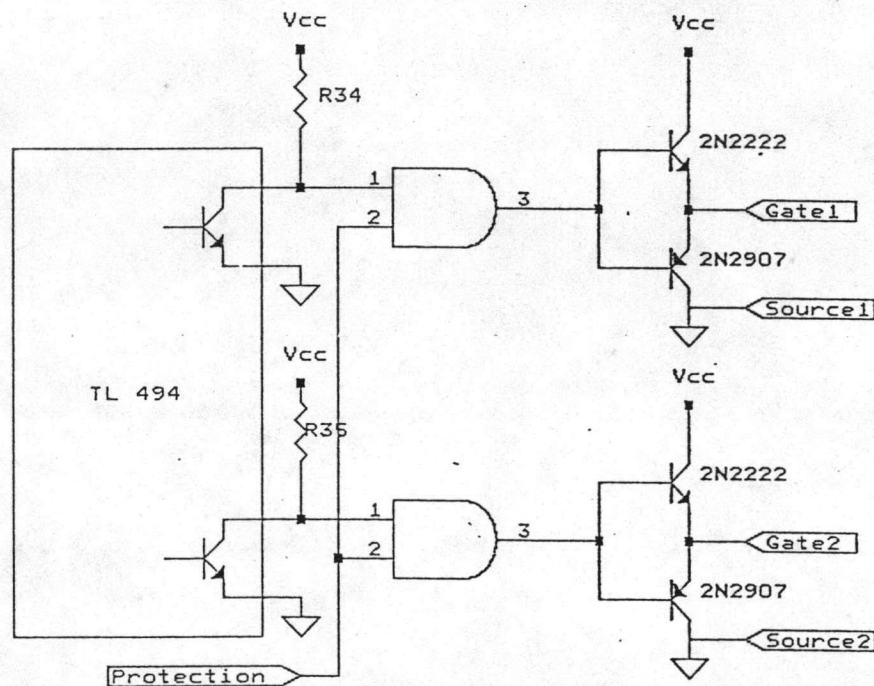 Vcc
Vcc
R34
2N2222
1
3
2
Gate1
2N2907
Source1
Vcc
Vcc
TL 494
R35
2N2222
1
3
2
Gate2
2N2907
Source2
Protection